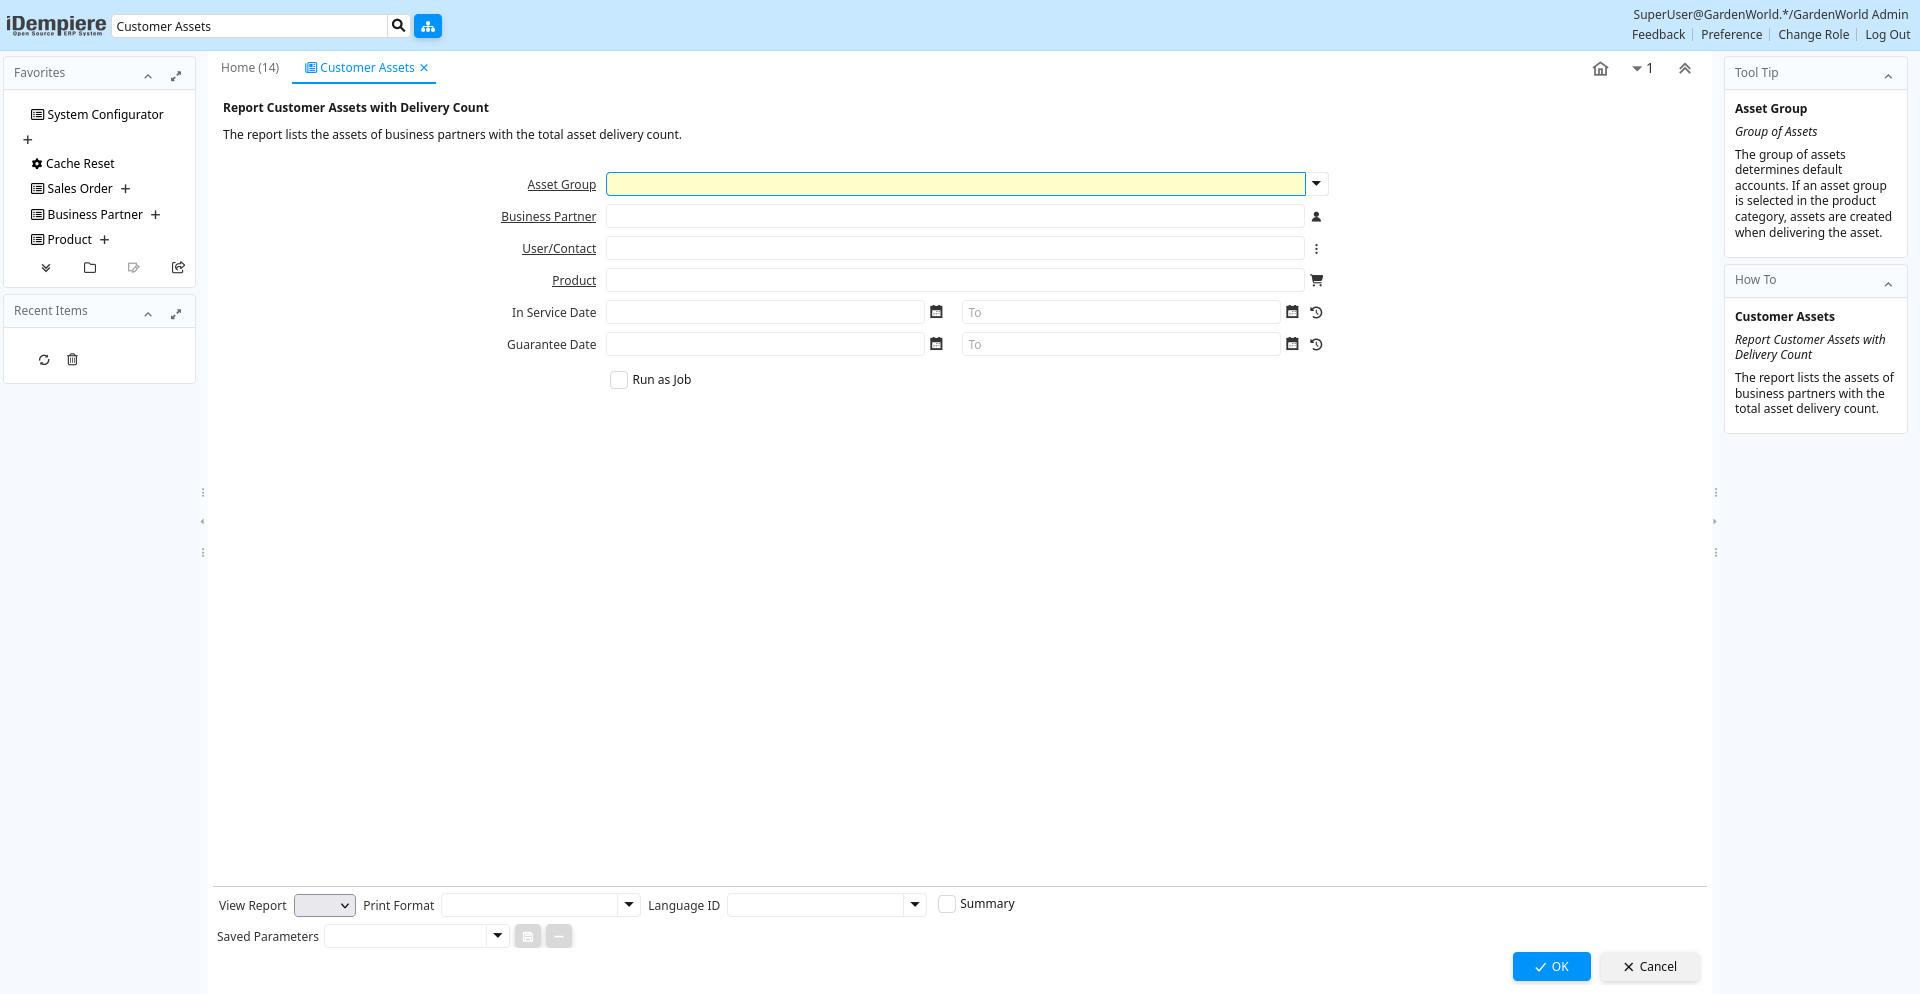 iDempiere
Open Source ERP System
Customer Assets
SuperUser@GardenWorld.*/GardenWorld Admin
Feedback
Preference
Change Role
Log Out
Favorites
System Configurator
Cache Reset
Sales Order
Business Partner
Product
Recent Items
Home (14)
Customer Assets
1
Report Customer Assets with Delivery Count
The report lists the assets of business partners with the total asset delivery count.
Asset Group
Business Partner
User/Contact
Product
In Service Date
To
Guarantee Date
To
Run as Job
View Report
Print Format
Language ID
Summary
Saved Parameters
OK
Cancel
Tool Tip
Asset Group
Group of Assets
The group of assets
determines default
accounts. If an asset group
is selected in the product
category, assets are created
when delivering the asset.
How To
Customer Assets
Report Customer Assets with
Delivery Count
The report lists the assets of
business partners with the
total asset delivery count.